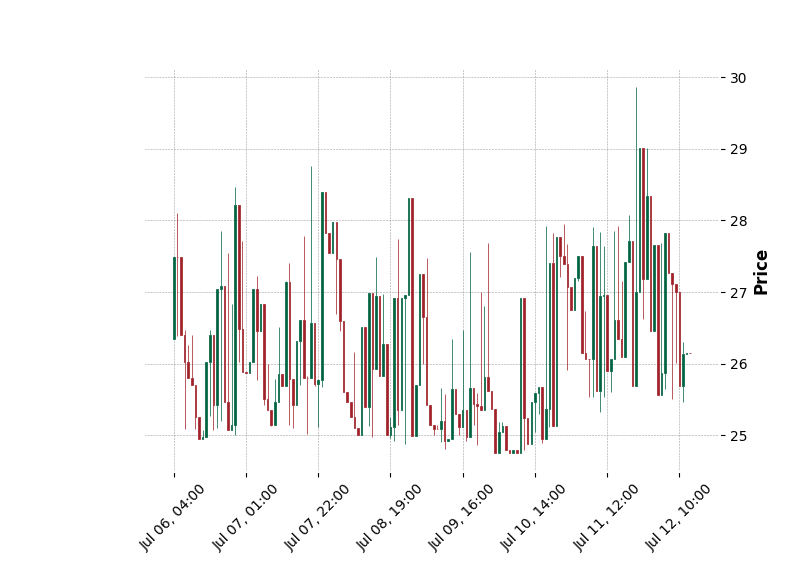 30
29
28
27
26
25
Price
Jul 06, 04:00
Jul 07, 01:00
Jul 07, 22:00
Jul 08, 19:00
Jul 09, 16:00
Jul 10, 14:00
Jul 11, 12:00
Jul 12, 10:00